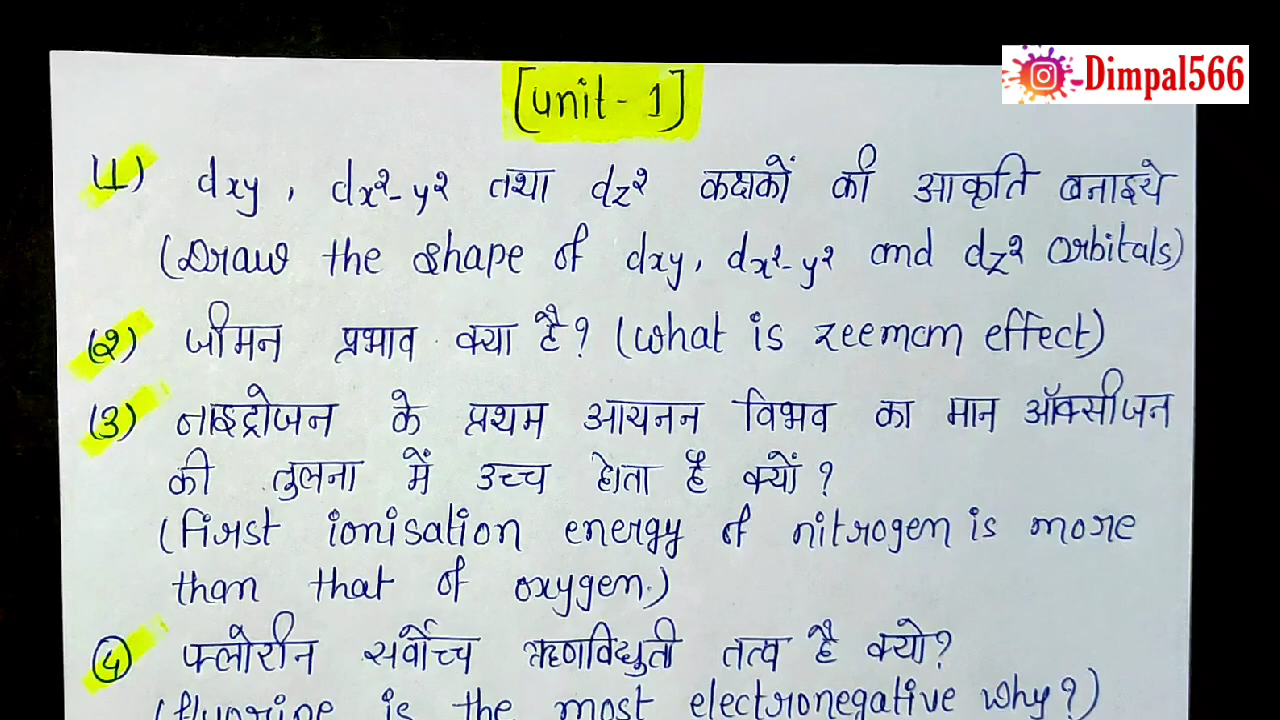 Dimpal566
[unit - 1]
(1) dxy, dx²-y² तथा dz² कक्षकों की आकृति बनाइये
(Draw the shape of dxy, dx²-y² and dz² orbitals)
(2) जीमन प्रभाव क्या है? (what is zeeman effect)
(3) नाइट्रोजन के प्रथम आयनन विभव का मान ऑक्सीजन
की तुलना में उच्च होता है क्यों?
(First ionisation energy of nitrogen is more
than that of oxygen.)
(4) फ्लोरीन सर्वोच्च ऋणविद्युती तत्व है क्यो?
(fluorine is the most electronegative why?)